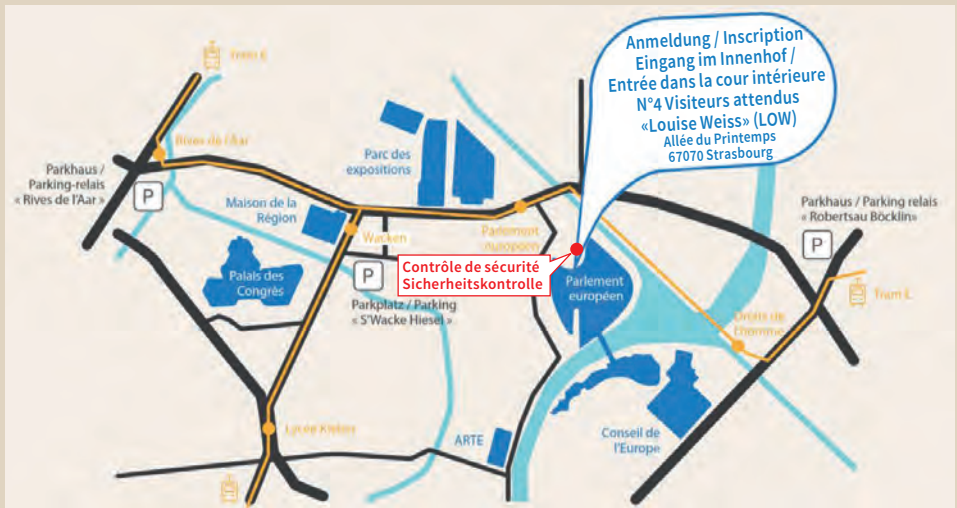 Tram E
Anmeldung / Inscription
Eingang im Innenhof /
Entrée dans la cour intérieure
N°4 Visiteurs attendus
«Louise Weiss» (LOW)
Allée du Printemps
67070 Strasbourg
Rives de l'Aar
Parkhaus /
Parking-relais
« Rives de l'Aar »
P
Parc des
expositions
Maison de la
Région
Wacken
Parlement
européen
Parkhaus / Parking relais
« Robertsau Böcklin»
P
Contrôle de sécurité
Sicherheitskontrolle
Palais des
Congrès
P
Parkplatz / Parking
« S'Wacke Hiesel »
Parlement
européen
Tram E
Droits de
l'homme
Lycée Kléber
ARTE
Conseil de
l'Europe